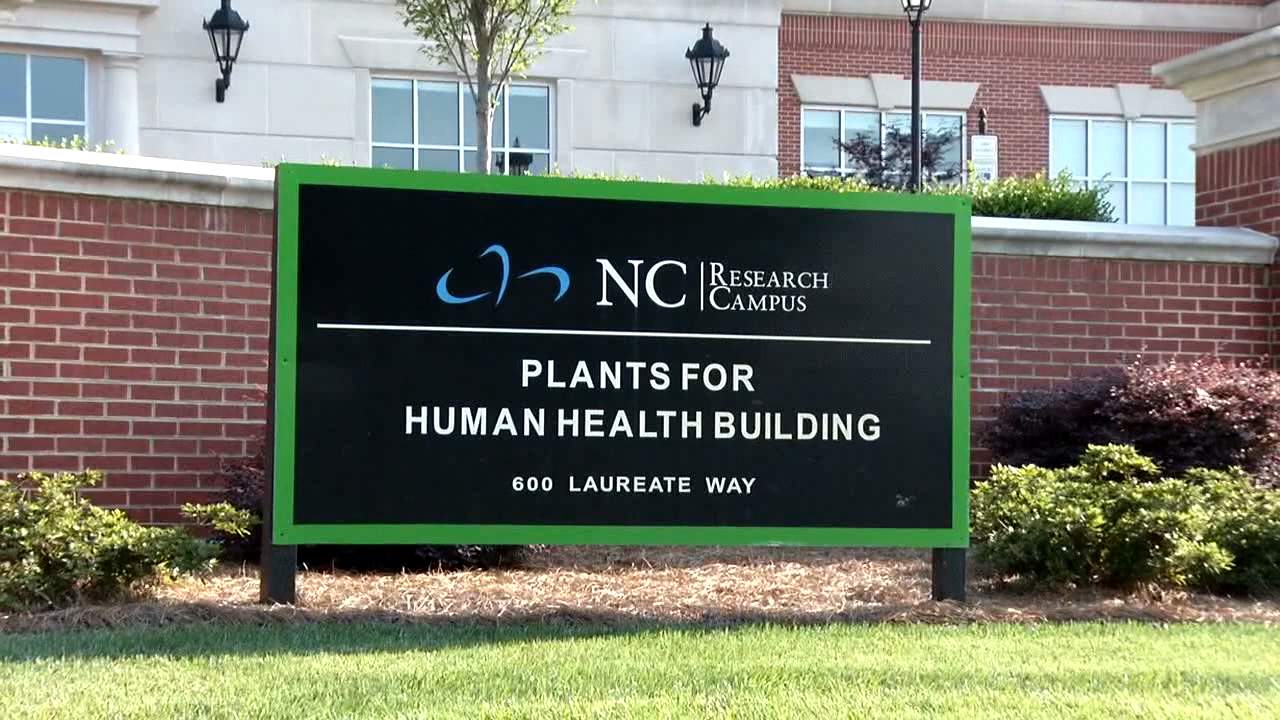 NC RESEARCH
CAMPUS
PLANTS FOR
HUMAN HEALTH BUILDING
600 LAUREATE WAY